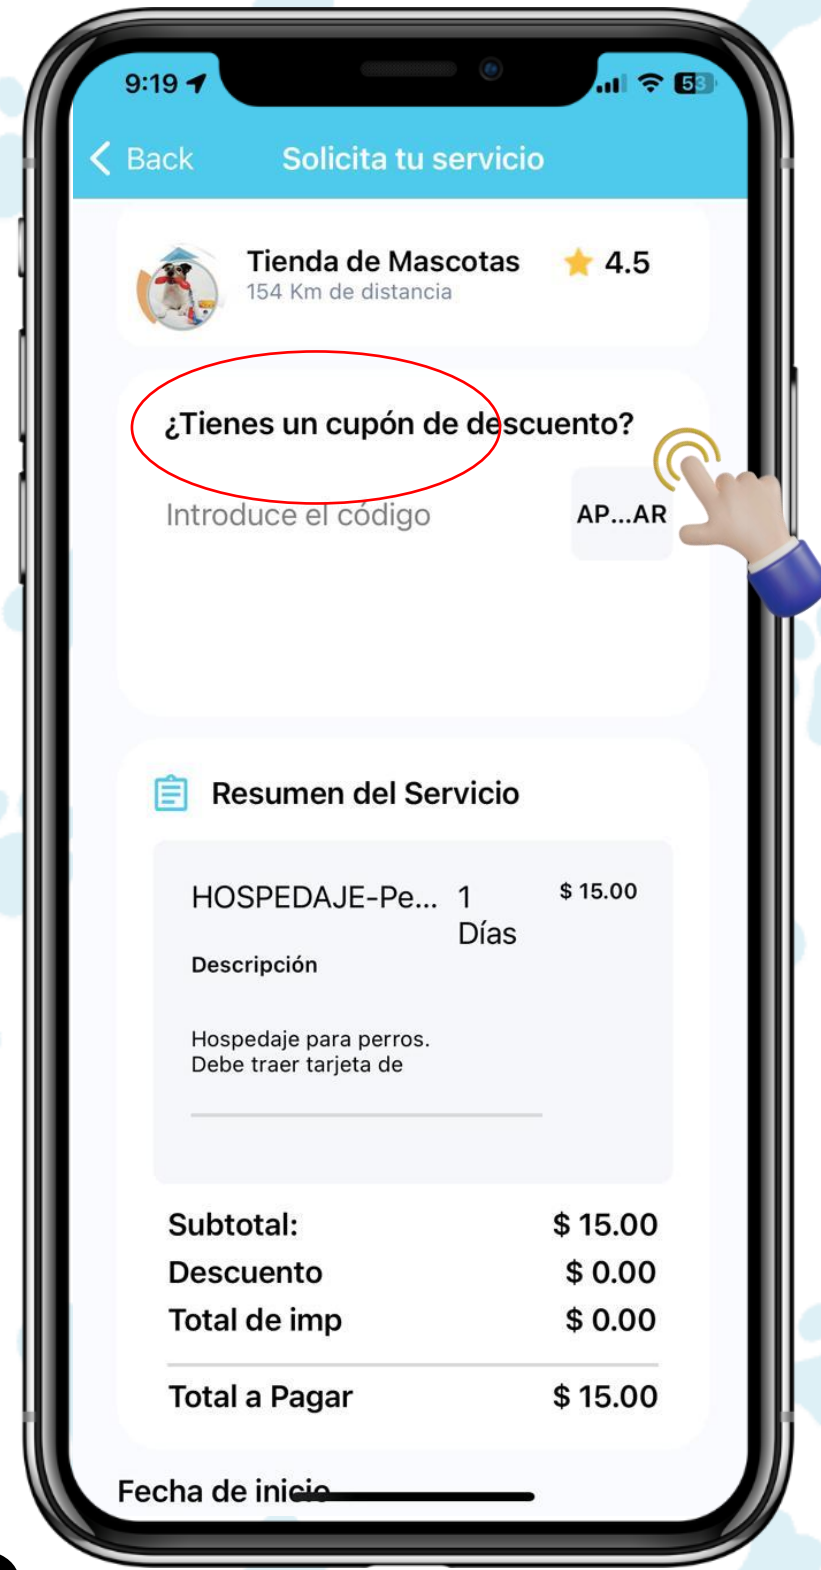 9:19
53
Back
Solicita tu servicio
Tienda de Mascotas
4.5
154 Km de distancia
¿Tienes un cupón de descuento?
Introduce el código
AP...AR
Resumen del Servicio
HOSPEDAJE-Pe...
1
Días
$ 15.00
Descripción
Hospedaje para perros.
Debe traer tarjeta de
Subtotal:
$ 15.00
Descuento
$ 0.00
Total de imp
$ 0.00
Total a Pagar
$ 15.00
Fecha de inicio